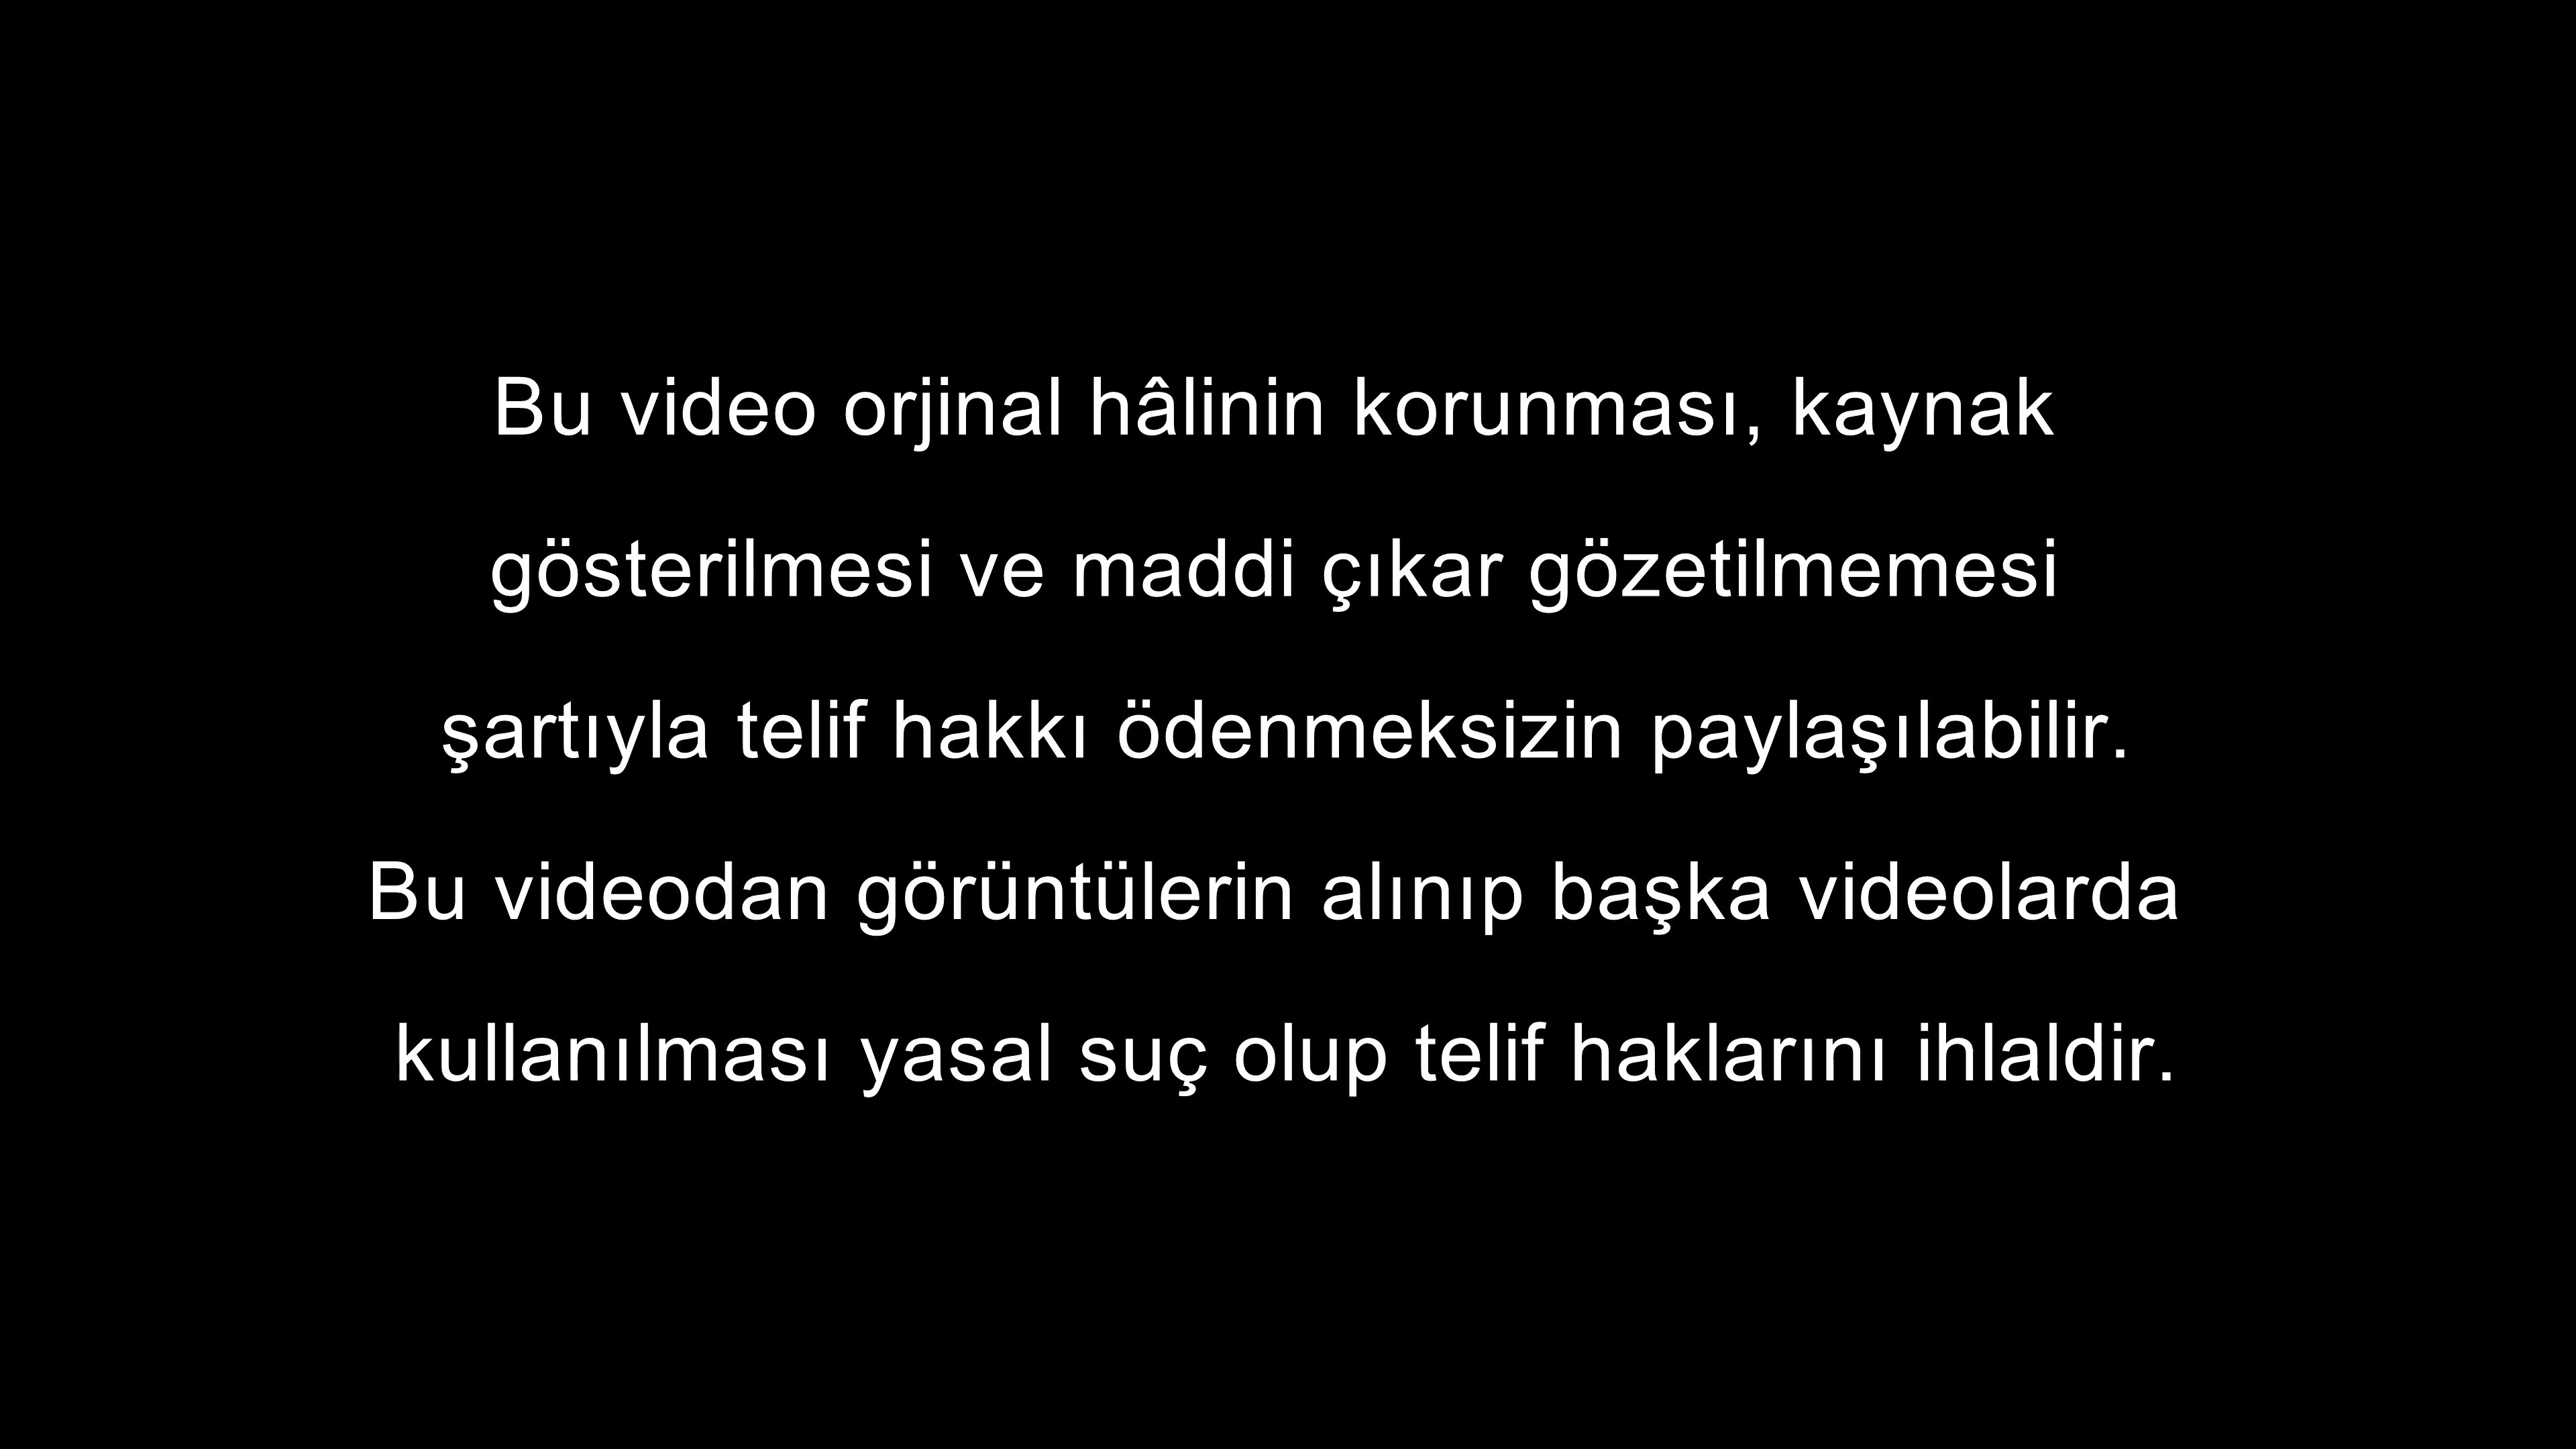 Bu video orjinal hâlinin korunması, kaynak
gösterilmesi ve maddi çıkar gözetilmemesi
şartıyla telif hakkı ödenmeksizin paylaşılabilir.
Bu videodan görüntülerin alınıp başka videolarda
kullanılması yasal suç olup telif haklarını ihlaldir.